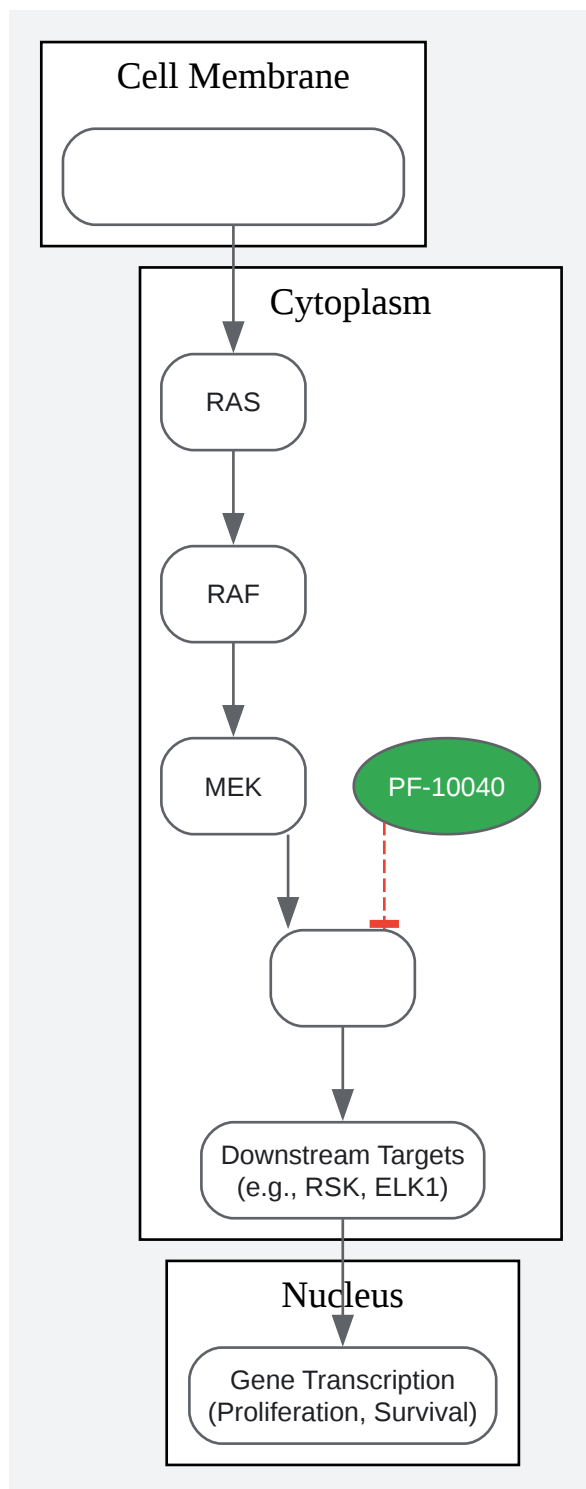 Cell Membrane
Cytoplasm
RAS
RAF
MEK
PF-10040
Downstream Targets
(e.g., RSK, ELK1)
Nucleus
Gene Transcription
(Proliferation, Survival)